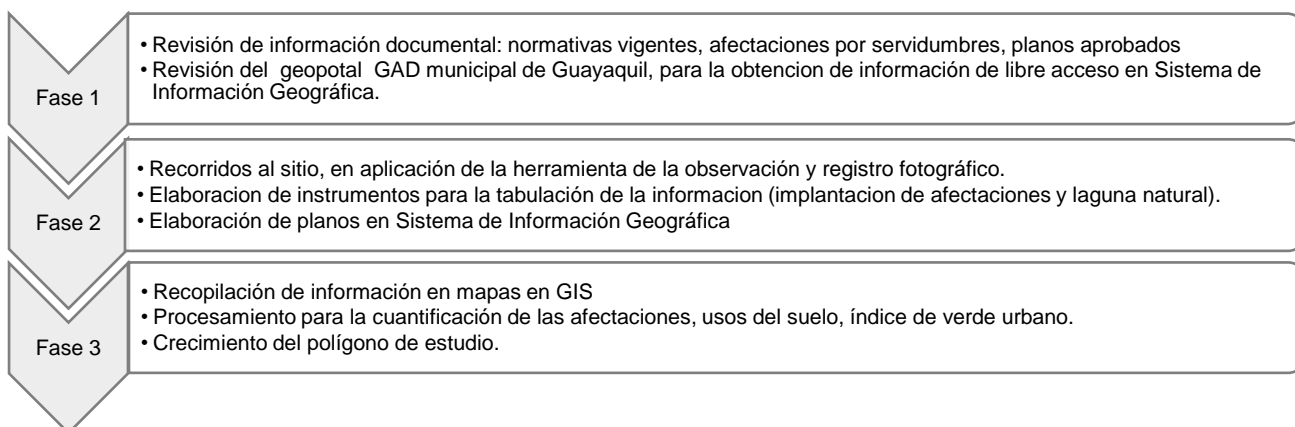 Fase 1
• Revisión de información documental: normativas vigentes, afectaciones por servidumbres, planos aprobados
• Revisión del geopotal GAD municipal de Guayaquil, para la obtencion de información de libre acceso en Sistema de
Información Geográfica.
Fase 2
• Recorridos al sitio, en aplicación de la herramienta de la observación y registro fotográfico.
• Elaboracion de instrumentos para la tabulación de la informacion (implantacion de afectaciones y laguna natural).
• Elaboración de planos en Sistema de Información Geográfica
Fase 3
• Recopilación de información en mapas en GIS
• Procesamiento para la cuantificación de las afectaciones, usos del suelo, índice de verde urbano.
• Crecimiento del polígono de estudio.